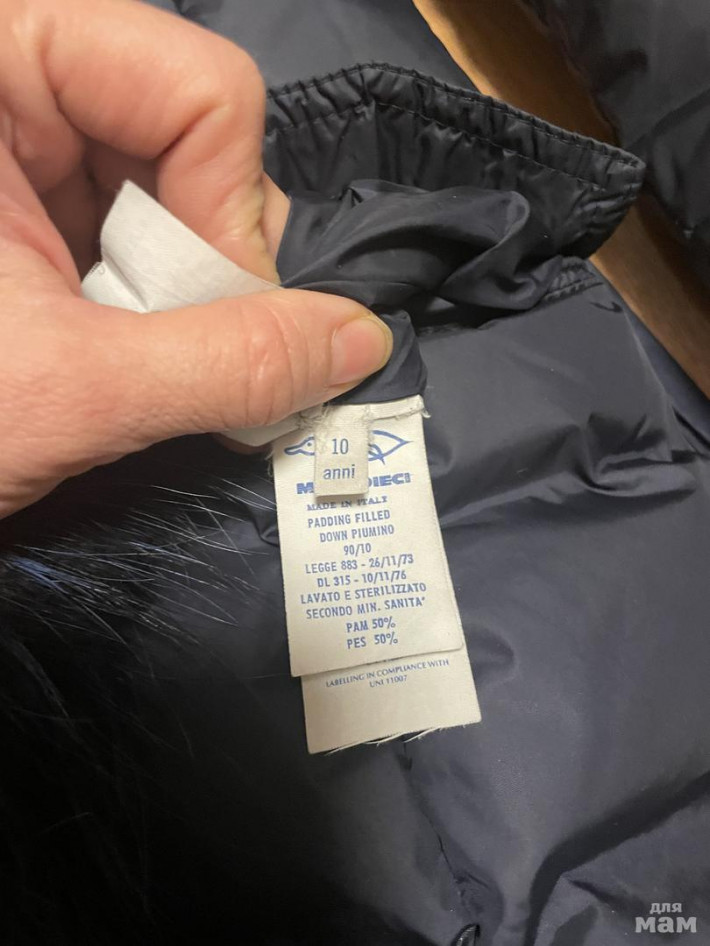 10
anni
MADE IN ITALY
PADDING FILLED
DOWN PIUMINO
90/10
LEGGE 883 - 26/11/73
DL 315 - 10/11/76
LAVATO E STERILIZZATO
SECONDO MIN. SANITA'
PAM 50%
PES 50%
LABELLING IN COMPLIANCE WITH
UNI 11007
для
мам